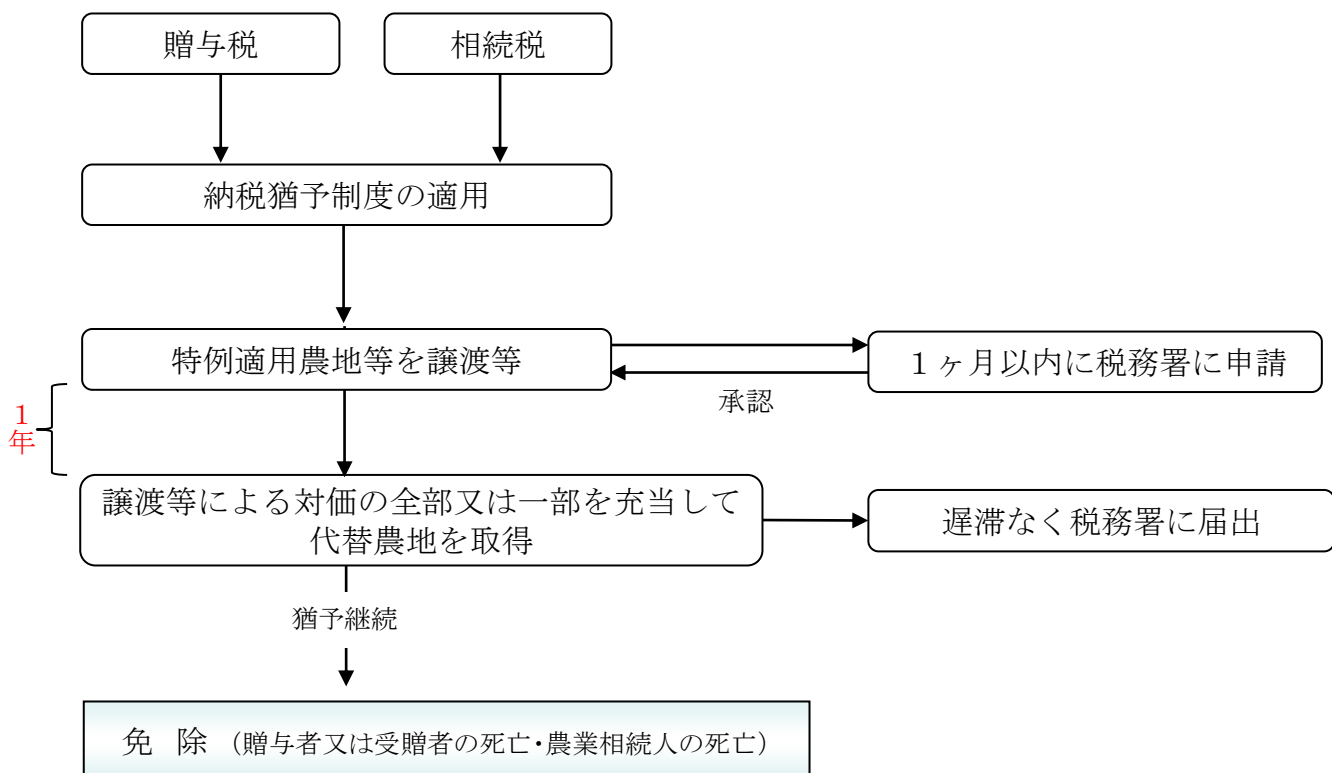 贈与税
相続税
納税猶予制度の適用
特例適用農地等を譲渡等
１ヶ月以内に税務署に申請
承認
１年
譲渡等による対価の全部又は一部を充当して
代替農地を取得
遅滞なく税務署に届出
猶予継続
免　除 （贈与者又は受贈者の死亡・農業相続人の死亡）